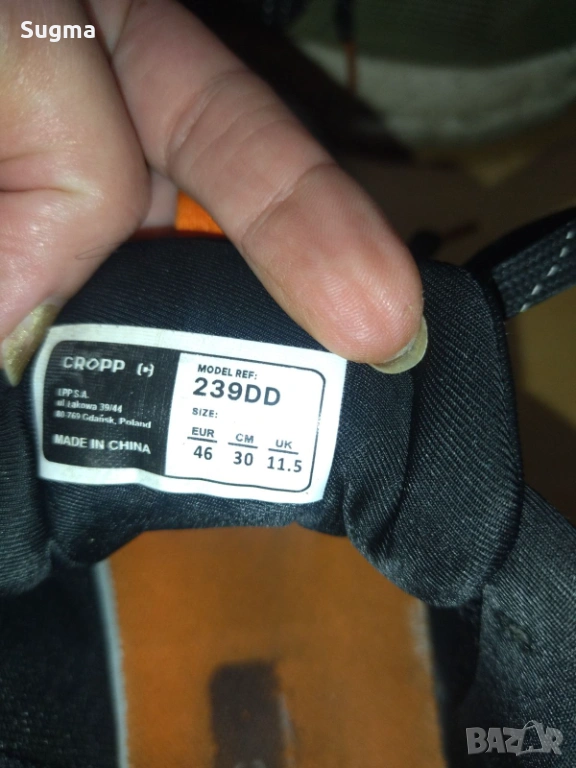 Sugma
CROPP (•)
LPP S.A.
ul. Łąkowa 39/44
80-769 Gdańsk, Poland
MADE IN CHINA
MODEL REF:
239DD
SIZE:
EUR CM UK
46 30 11.5
BAZAR